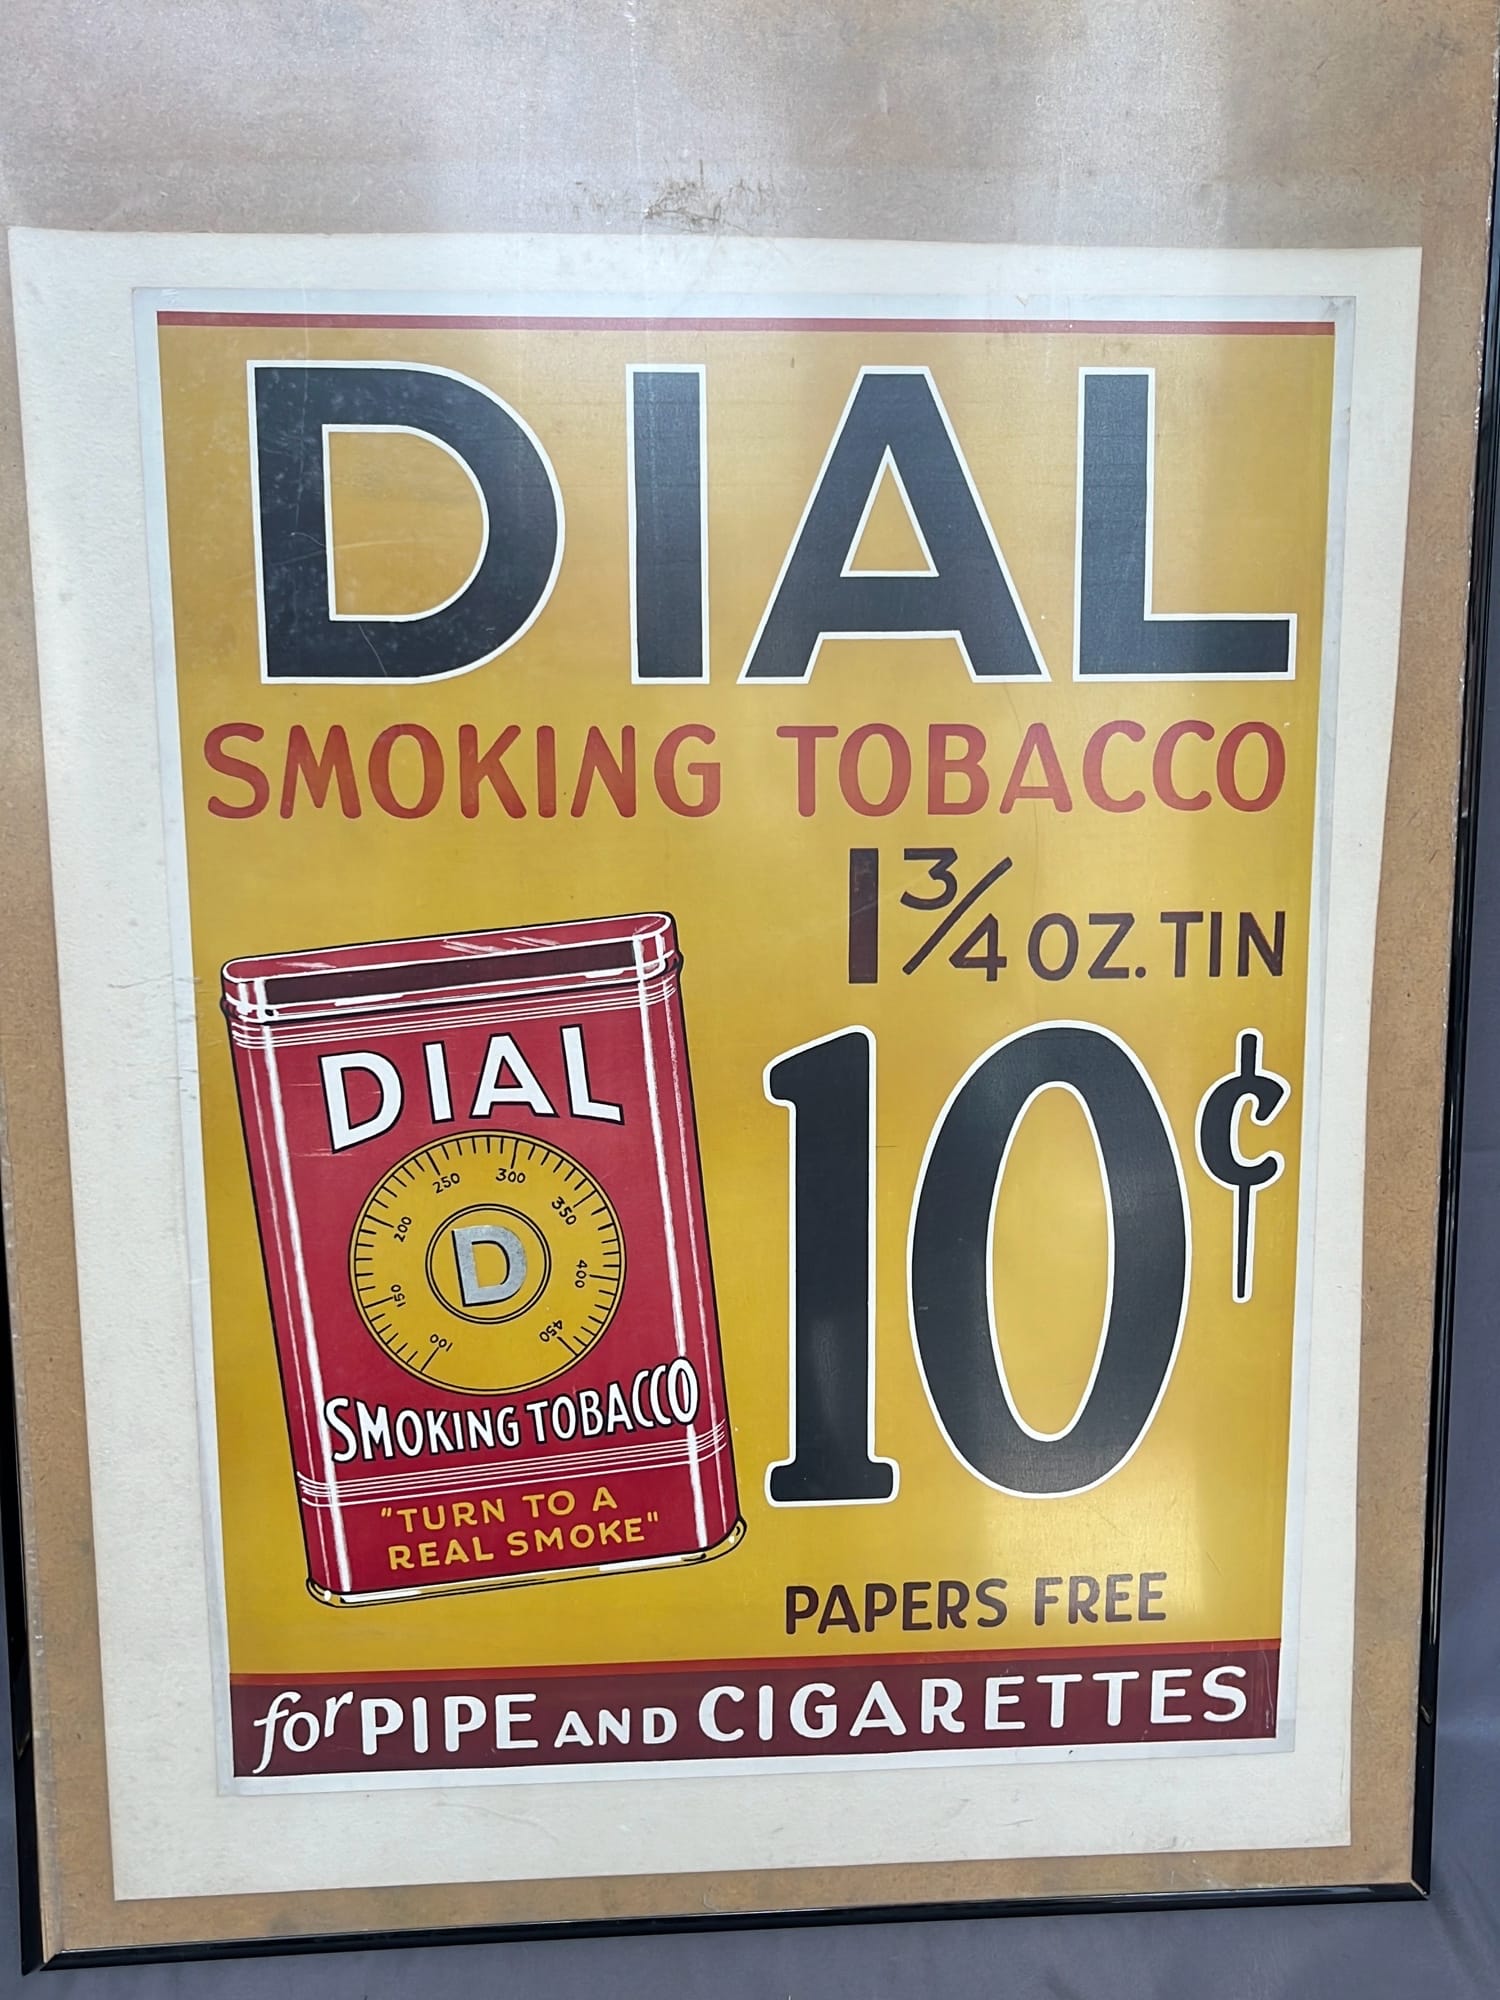 DIAL
SMOKING TOBACCO
1 3/4 OZ. TIN
10¢
DIAL
100 150 200 250 300 350 400 450
D
SMOKING TOBACCO
"TURN TO A
REAL SMOKE"
PAPERS FREE
for PIPE AND CIGARETTES